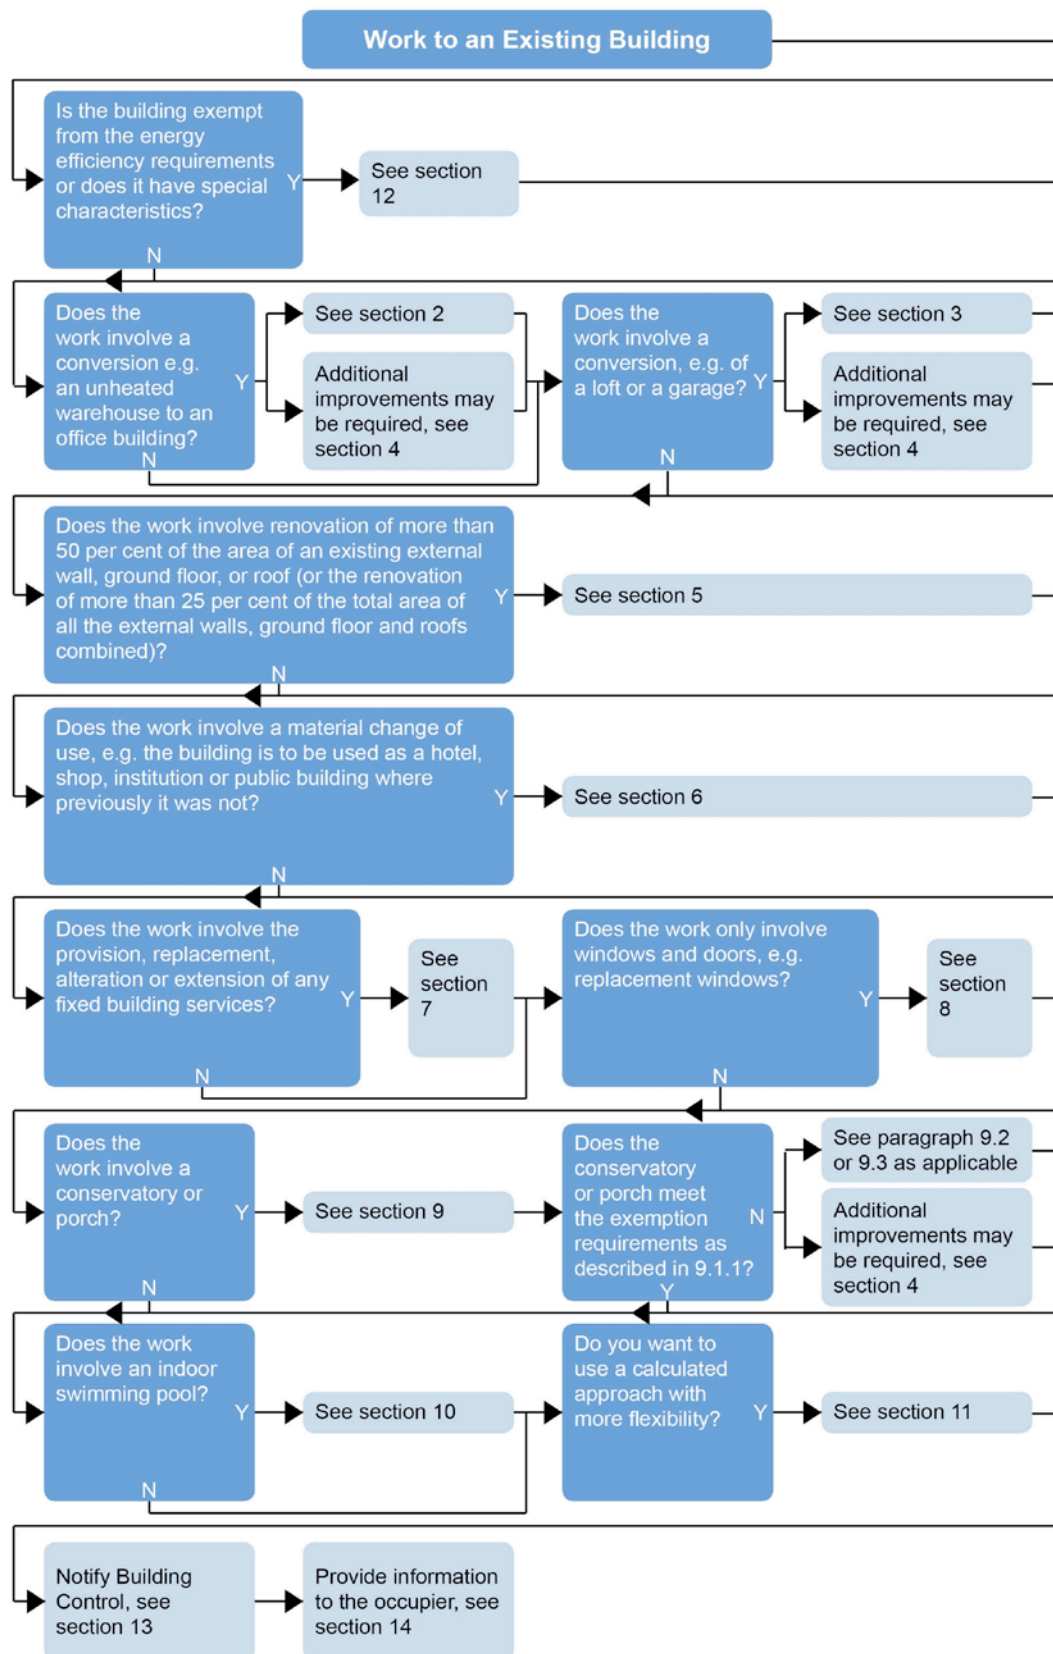 Work to an Existing Building
Is the building exempt
from the energy
efficiency requirements
or does it have special
characteristics?
Y
N
See section
12
Does the
work involve a
conversion e.g.
an unheated
warehouse to an
office building?
Y
N
See section 2
Additional
improvements may
be required, see
section 4
Does the
work involve a
conversion, e.g. of
a loft or a garage?
Y
N
See section 3
Additional
improvements may
be required, see
section 4
Does the work involve renovation of more than
50 per cent of the area of an existing external
wall, ground floor, or roof (or the renovation
of more than 25 per cent of the total area of
all the external walls, ground floor and roofs
combined)?
Y
N
See section 5
Does the work involve a material change of
use, e.g. the building is to be used as a hotel,
shop, institution or public building where
previously it was not?
Y
N
See section 6
Does the work involve the
provision, replacement,
alteration or extension of any
fixed building services?
Y
N
See
section
7
Does the work only involve
windows and doors, e.g.
replacement windows?
Y
N
See
section
8
Does the
work involve a
conservatory or
porch?
Y
N
See section 9
Does the
conservatory
or porch meet
the exemption
requirements as
described in 9.1.1?
N
Y
See paragraph 9.2
or 9.3 as applicable
Additional
improvements may
be required, see
section 4
Does the work
involve an indoor
swimming pool?
Y
N
See section 10
Do you want to
use a calculated
approach with
more flexibility?
Y
See section 11
Notify Building
Control, see
section 13
Provide information
to the occupier, see
section 14